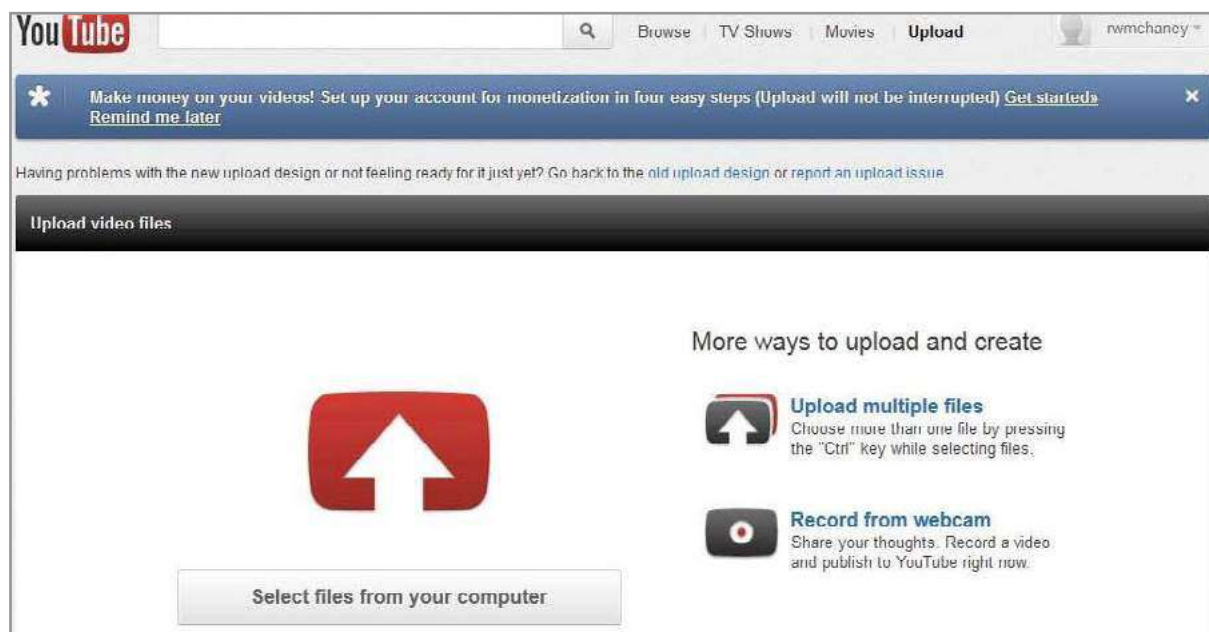 YouTube
Browse TV Shows Movies Upload rwmchancy
Make money on your videos! Set up your account for monetization in four easy steps (Upload will not be interrupted) Get started»
Remind me later
Having problems with the new upload design or not feeling ready for it just yet? Go back to the old upload design or report an upload issue
Upload video files
More ways to upload and create
Upload multiple files
Choose more than one file by pressing
the "Ctrl" key while selecting files.
Record from webcam
Share your thoughts. Record a video
and publish to YouTube right now.
Select files from your computer